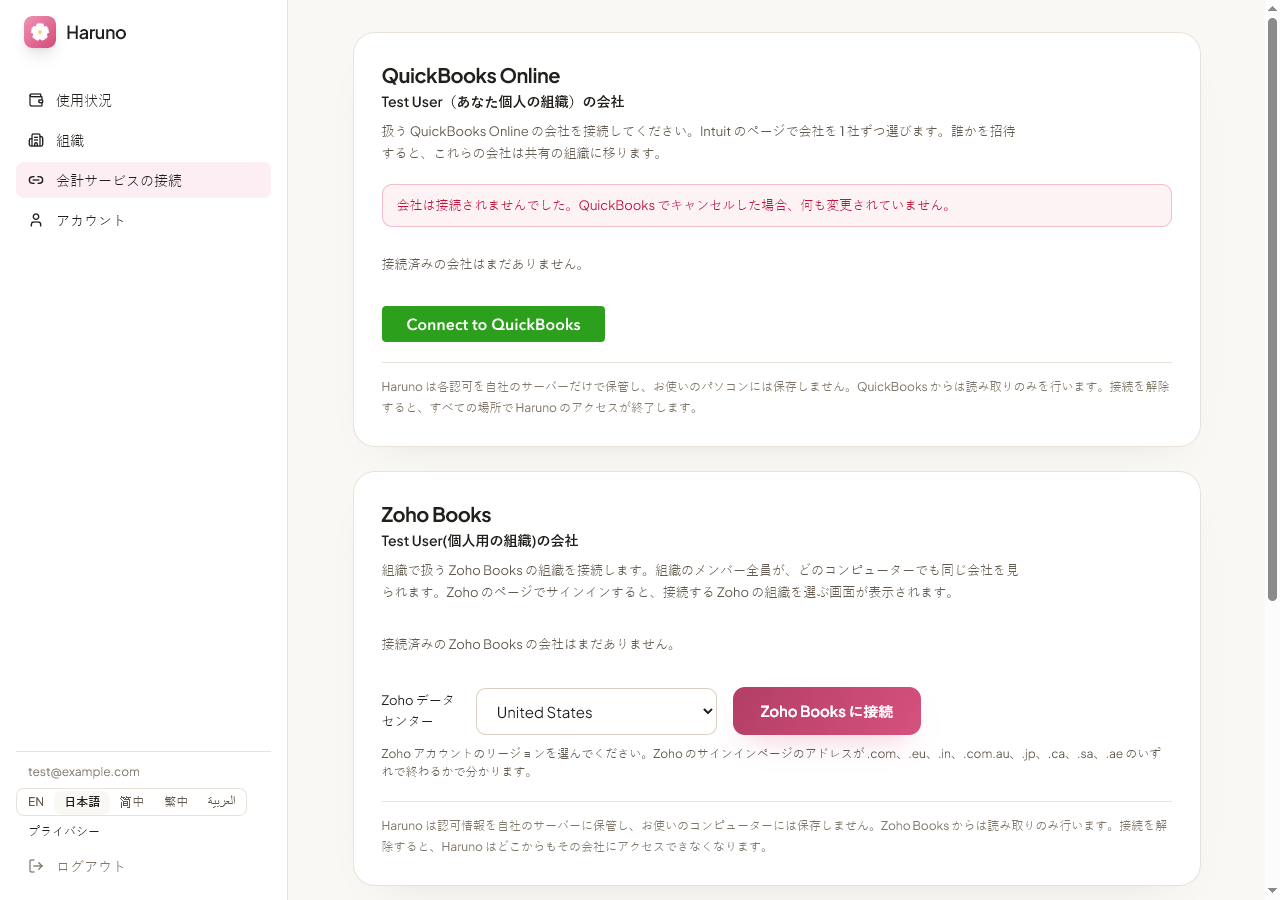 Haruno
使用状況
組織
会計サービスの接続
アカウント
test@example.com
EN 日本語 简中 繁中 العربية
プライバシー
ログアウト
QuickBooks Online
Test User（あなた個人の組織）の会社
扱う QuickBooks Online の会社を接続してください。Intuit のページで会社を 1 社ずつ選びます。誰かを招待
すると、これらの会社は共有の組織に移ります。
会社は接続されませんでした。QuickBooks でキャンセルした場合、何も変更されていません。
接続済みの会社はまだありません。
Connect to QuickBooks
Haruno は各認可を自社のサーバーだけで保管し、お使いのパソコンには保存しません。QuickBooks からは読み取りのみを行います。接続を解除
すると、すべての場所で Haruno のアクセスが終了します。
Zoho Books
Test User(個人用の組織)の会社
組織で扱う Zoho Books の組織を接続します。組織のメンバー全員が、どのコンピューターでも同じ会社を見
られます。Zoho のページでサインインすると、接続する Zoho の組織を選ぶ画面が表示されます。
接続済みの Zoho Books の会社はまだありません。
Zoho データ
センター
United States
Zoho Books に接続
Zoho アカウントのリージョンを選んでください。Zoho のサインインページのアドレスが .com、.eu、.in、.com.au、.jp、.ca、.sa、.ae のいず
れで終わるかで分かります。
Haruno は認可情報を自社のサーバーに保管し、お使いのコンピューターには保存しません。Zoho Books からは読み取りのみ行います。接続を解
除すると、Haruno はどこからもその会社にアクセスできなくなります。